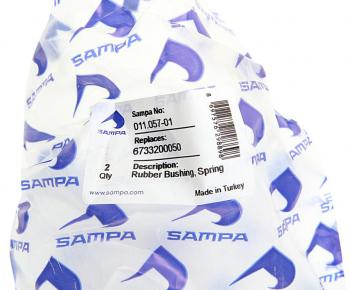 SAMPA
SAMPA
Sampa No:
011.057-01
Replaces:
6733200050
SAMPA
2
Qty
Description:
Rubber Bushing, Spring
www.sampa.com
Made in Turkey
SAMPA
SAMPA